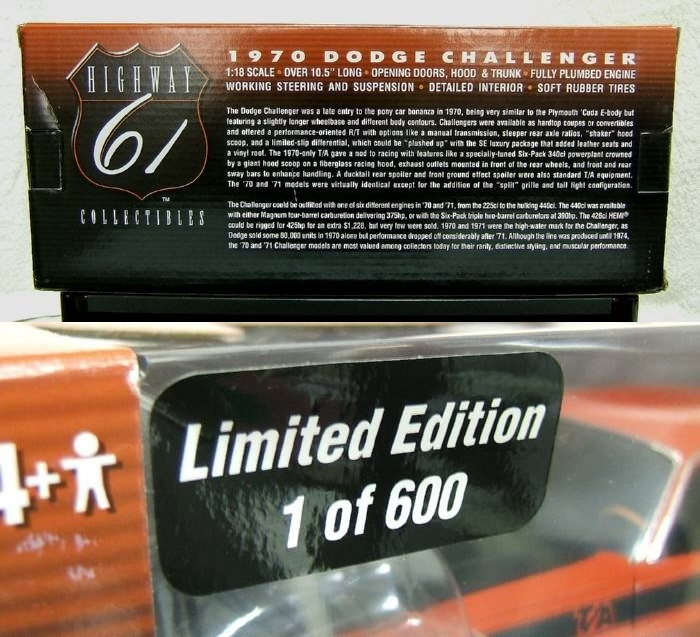 HIGHWAY
61
TM
COLLECTIBLES
1970 DODGE CHALLENGER
1:18 SCALE • OVER 10.5" LONG • OPENING DOORS, HOOD & TRUNK • FULLY PLUMBED ENGINE
WORKING STEERING AND SUSPENSION • DETAILED INTERIOR • SOFT RUBBER TIRES
The Dodge Challenger was a late entry to the pony car bonanza in 1970, being very similar to the Plymouth 'Cuda E-body but
featuring a slightly longer wheelbase and different body contours. Challengers were available as hardtop coupes or convertibles
and offered a performance-oriented R/T with options like a manual transmission, steeper rear axle ratios, "shaker" hood
scoop, and a limited-slip differential, which could be "plushed up" with the SE luxury package that added leather seats and
a vinyl roof. The 1970-only T/A gave a nod to racing with features like a specially-tuned Six-Pack 340ci powerplant crowned
by a giant hood scoop on a fiberglass racing hood, exhaust outlets mounted in front of the rear wheels, and front and rear
sway bars to enhance handling. A ducktail rear spoiler and front ground effect spoiler were also standard T/A equipment.
The '70 and '71 models were virtually identical except for the addition of the "split" grille and tail light configuration.
The Challenger could be outfitted with one of six different engines in '70 and '71, from the 225ci to the hulking 440ci. The 440ci was available
with either Magnum four-barrel carburetion delivering 375hp, or with the Six-Pack triple two-barrel carburetors at 390hp. The 426ci HEMI®
could be rigged for 425hp for an extra $1,228, but very few were sold. 1970 and 1971 were the high-water mark for the Challenger, as
Dodge sold some 80,000 units in 1970 alone but performance dropped off considerably after '71. Although the line was produced until 1974,
the '70 and '71 Challenger models are most valued among collectors today for their rarity, distinctive styling, and muscular performance.
4+
Limited Edition
1 of 600
T/A